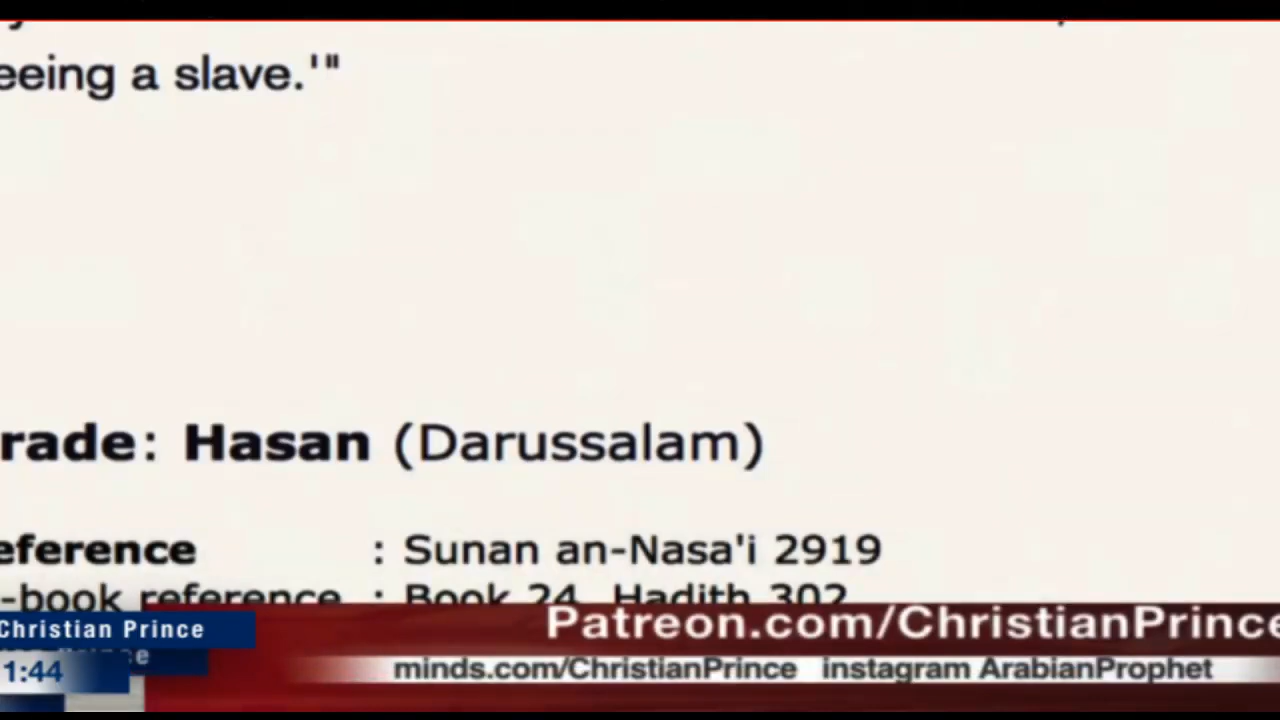 eeing a slave.'"
rade: Hasan (Darussalam)
eference : Sunan an-Nasa'i 2919
-book reference : Book 24, Hadith 302
Christian Prince
1:44
Patreon.com/ChristianPrince
minds.com/ChristianPrince instagram ArabianProphet